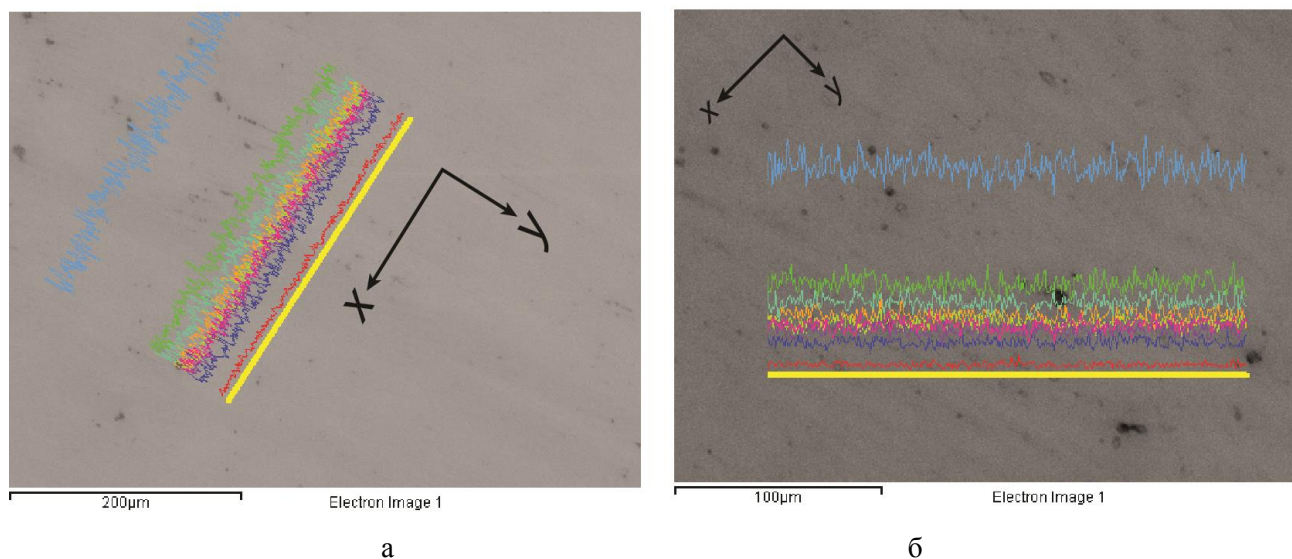 x
y
200µm
Electron Image 1
а
x
y
100µm
Electron Image 1
б